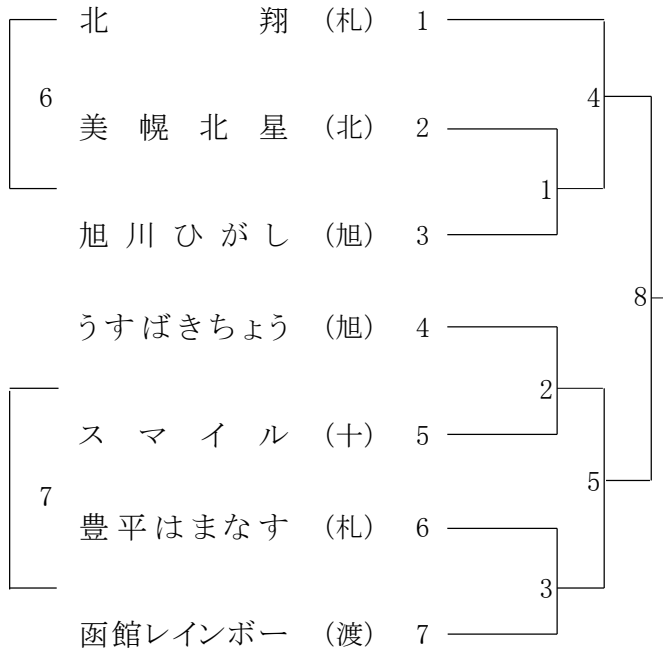 北翔 (札) 1
6
4
美幌北星 (北) 2
1
旭川ひがし (旭) 3
8
うすばきちょう (旭) 4
2
スマイル (十) 5
5
7
豊平はまなす (札) 6
3
函館レインボー (渡) 7